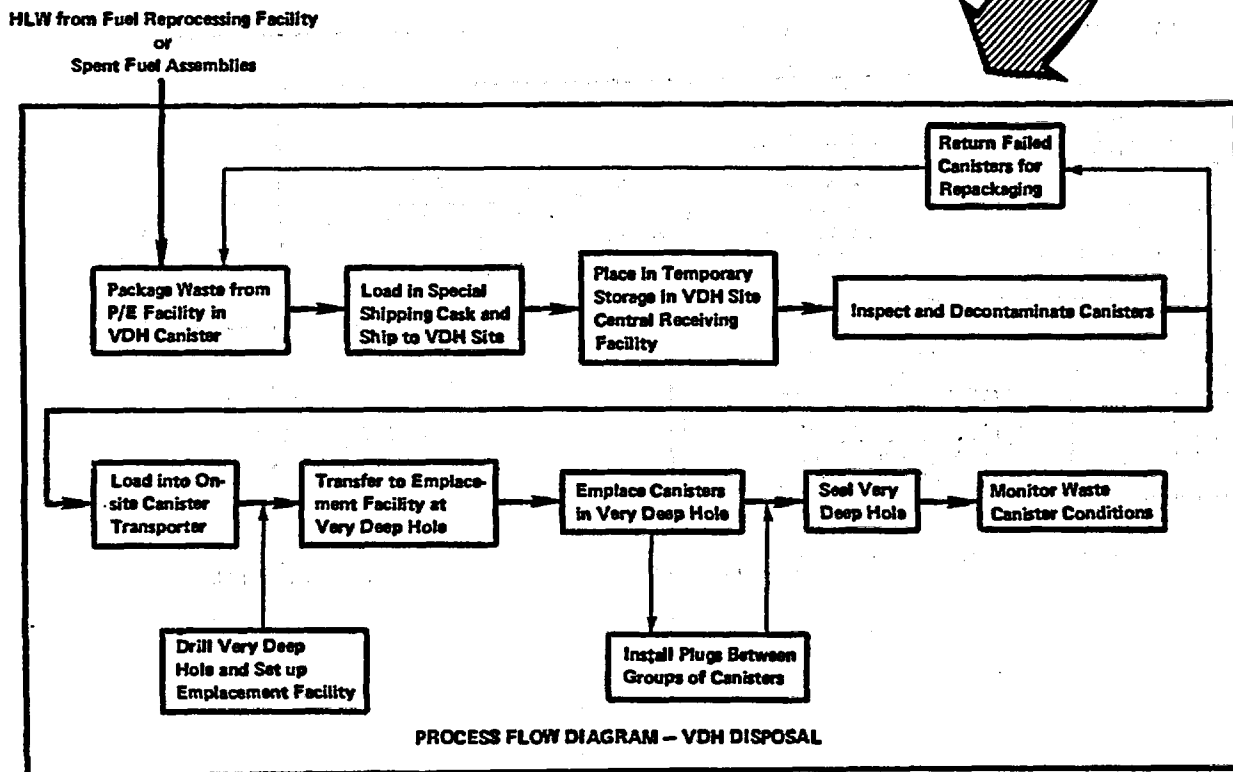 HLW from Fuel Reprocessing Facility
or
Spent Fuel Assemblies
Return Failed
Canisters for
Repackaging
Package Waste from
P/E Facility in
VDH Canister
Load in Special
Shipping Cask and
Ship to VDH Site
Place in Temporary
Storage in VDH Site
Central Receiving
Facility
Inspect and Decontaminate Canisters
Load into On-
site Canister
Transporter
Transfer to Emplace-
ment Facility at
Very Deep Hole
Emplace Canisters
in Very Deep Hole
Seal Very
Deep Hole
Monitor Waste
Canister Conditions
Drill Very Deep
Hole and Set up
Emplacement Facility
Install Plugs Between
Groups of Canisters
PROCESS FLOW DIAGRAM – VDH DISPOSAL